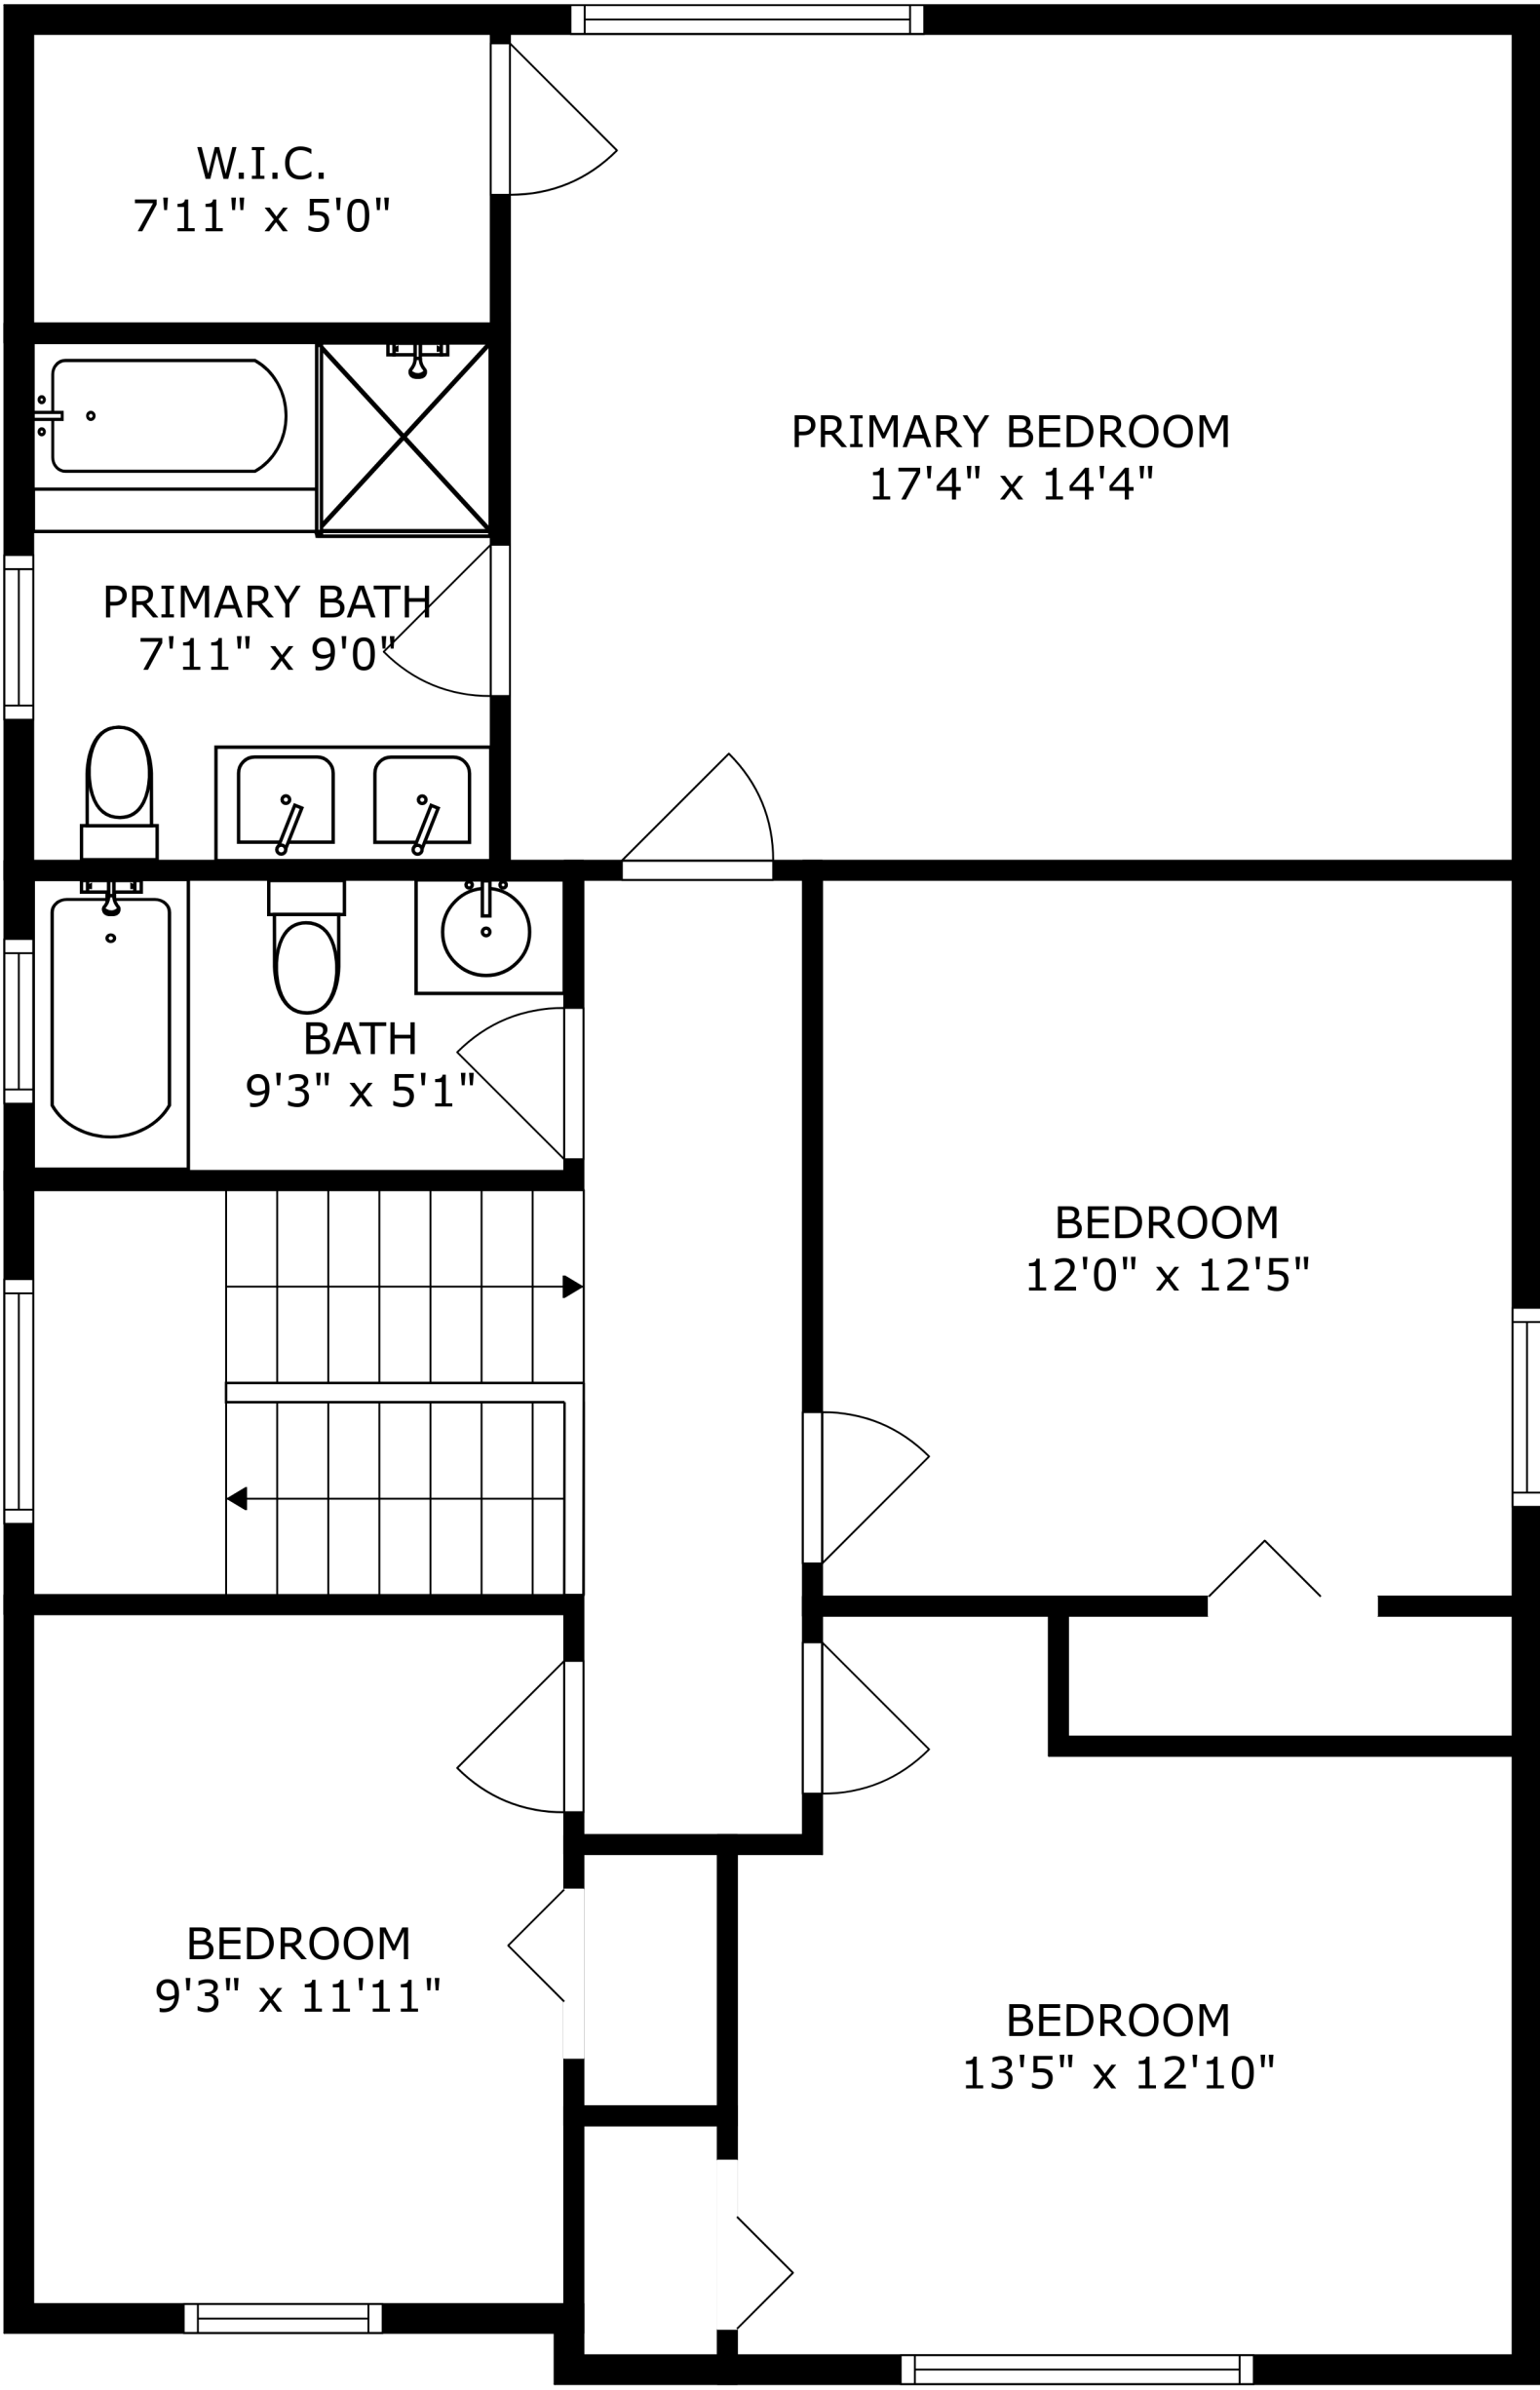 W.I.C.
7'11" x 5'0"
PRIMARY BEDROOM
17'4" x 14'4"
PRIMARY BATH
7'11" x 9'0"
BATH
9'3" x 5'1"
BEDROOM
12'0" x 12'5"
BEDROOM
9'3" x 11'11"
BEDROOM
13'5" x 12'10"